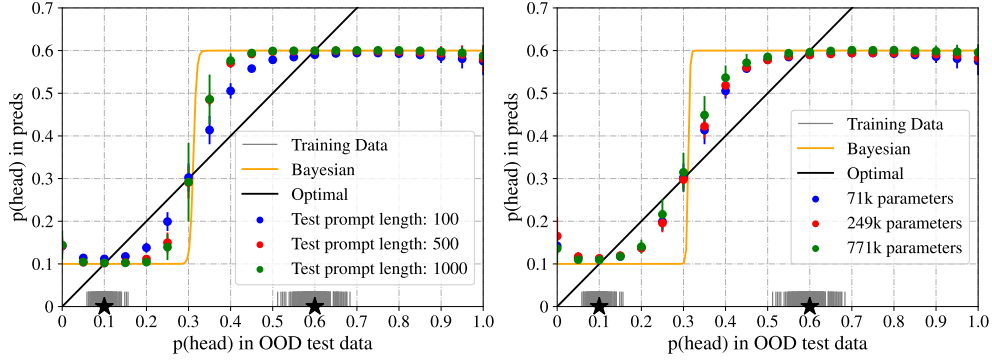 p(head) in preds
0.7
0.6
0.5
0.4
0.3
0.2
0.1
0
Training Data
Bayesian
Optimal
Test prompt length: 100
Test prompt length: 500
Test prompt length: 1000
0 0.1 0.2 0.3 0.4 0.5 0.6 0.7 0.8 0.9 1.0
p(head) in OOD test data
p(head) in preds
0.7
0.6
0.5
0.4
0.3
0.2
0.1
0
Training Data
Bayesian
Optimal
71k parameters
249k parameters
771k parameters
0 0.1 0.2 0.3 0.4 0.5 0.6 0.7 0.8 0.9 1.0
p(head) in OOD test data